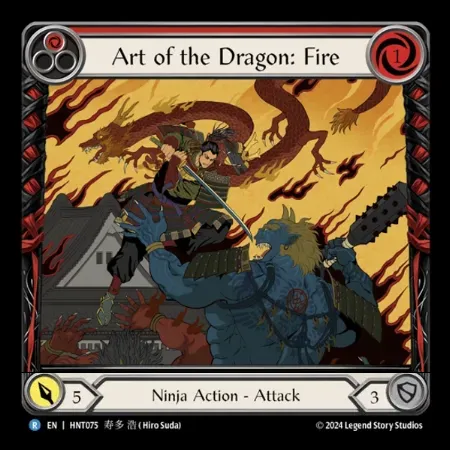 Art of the Dragon: Fire
1
5
Ninja Action - Attack
3
R EN | HNT075 寿多 浩 (Hiro Suda)
© 2024 Legend Story Studios